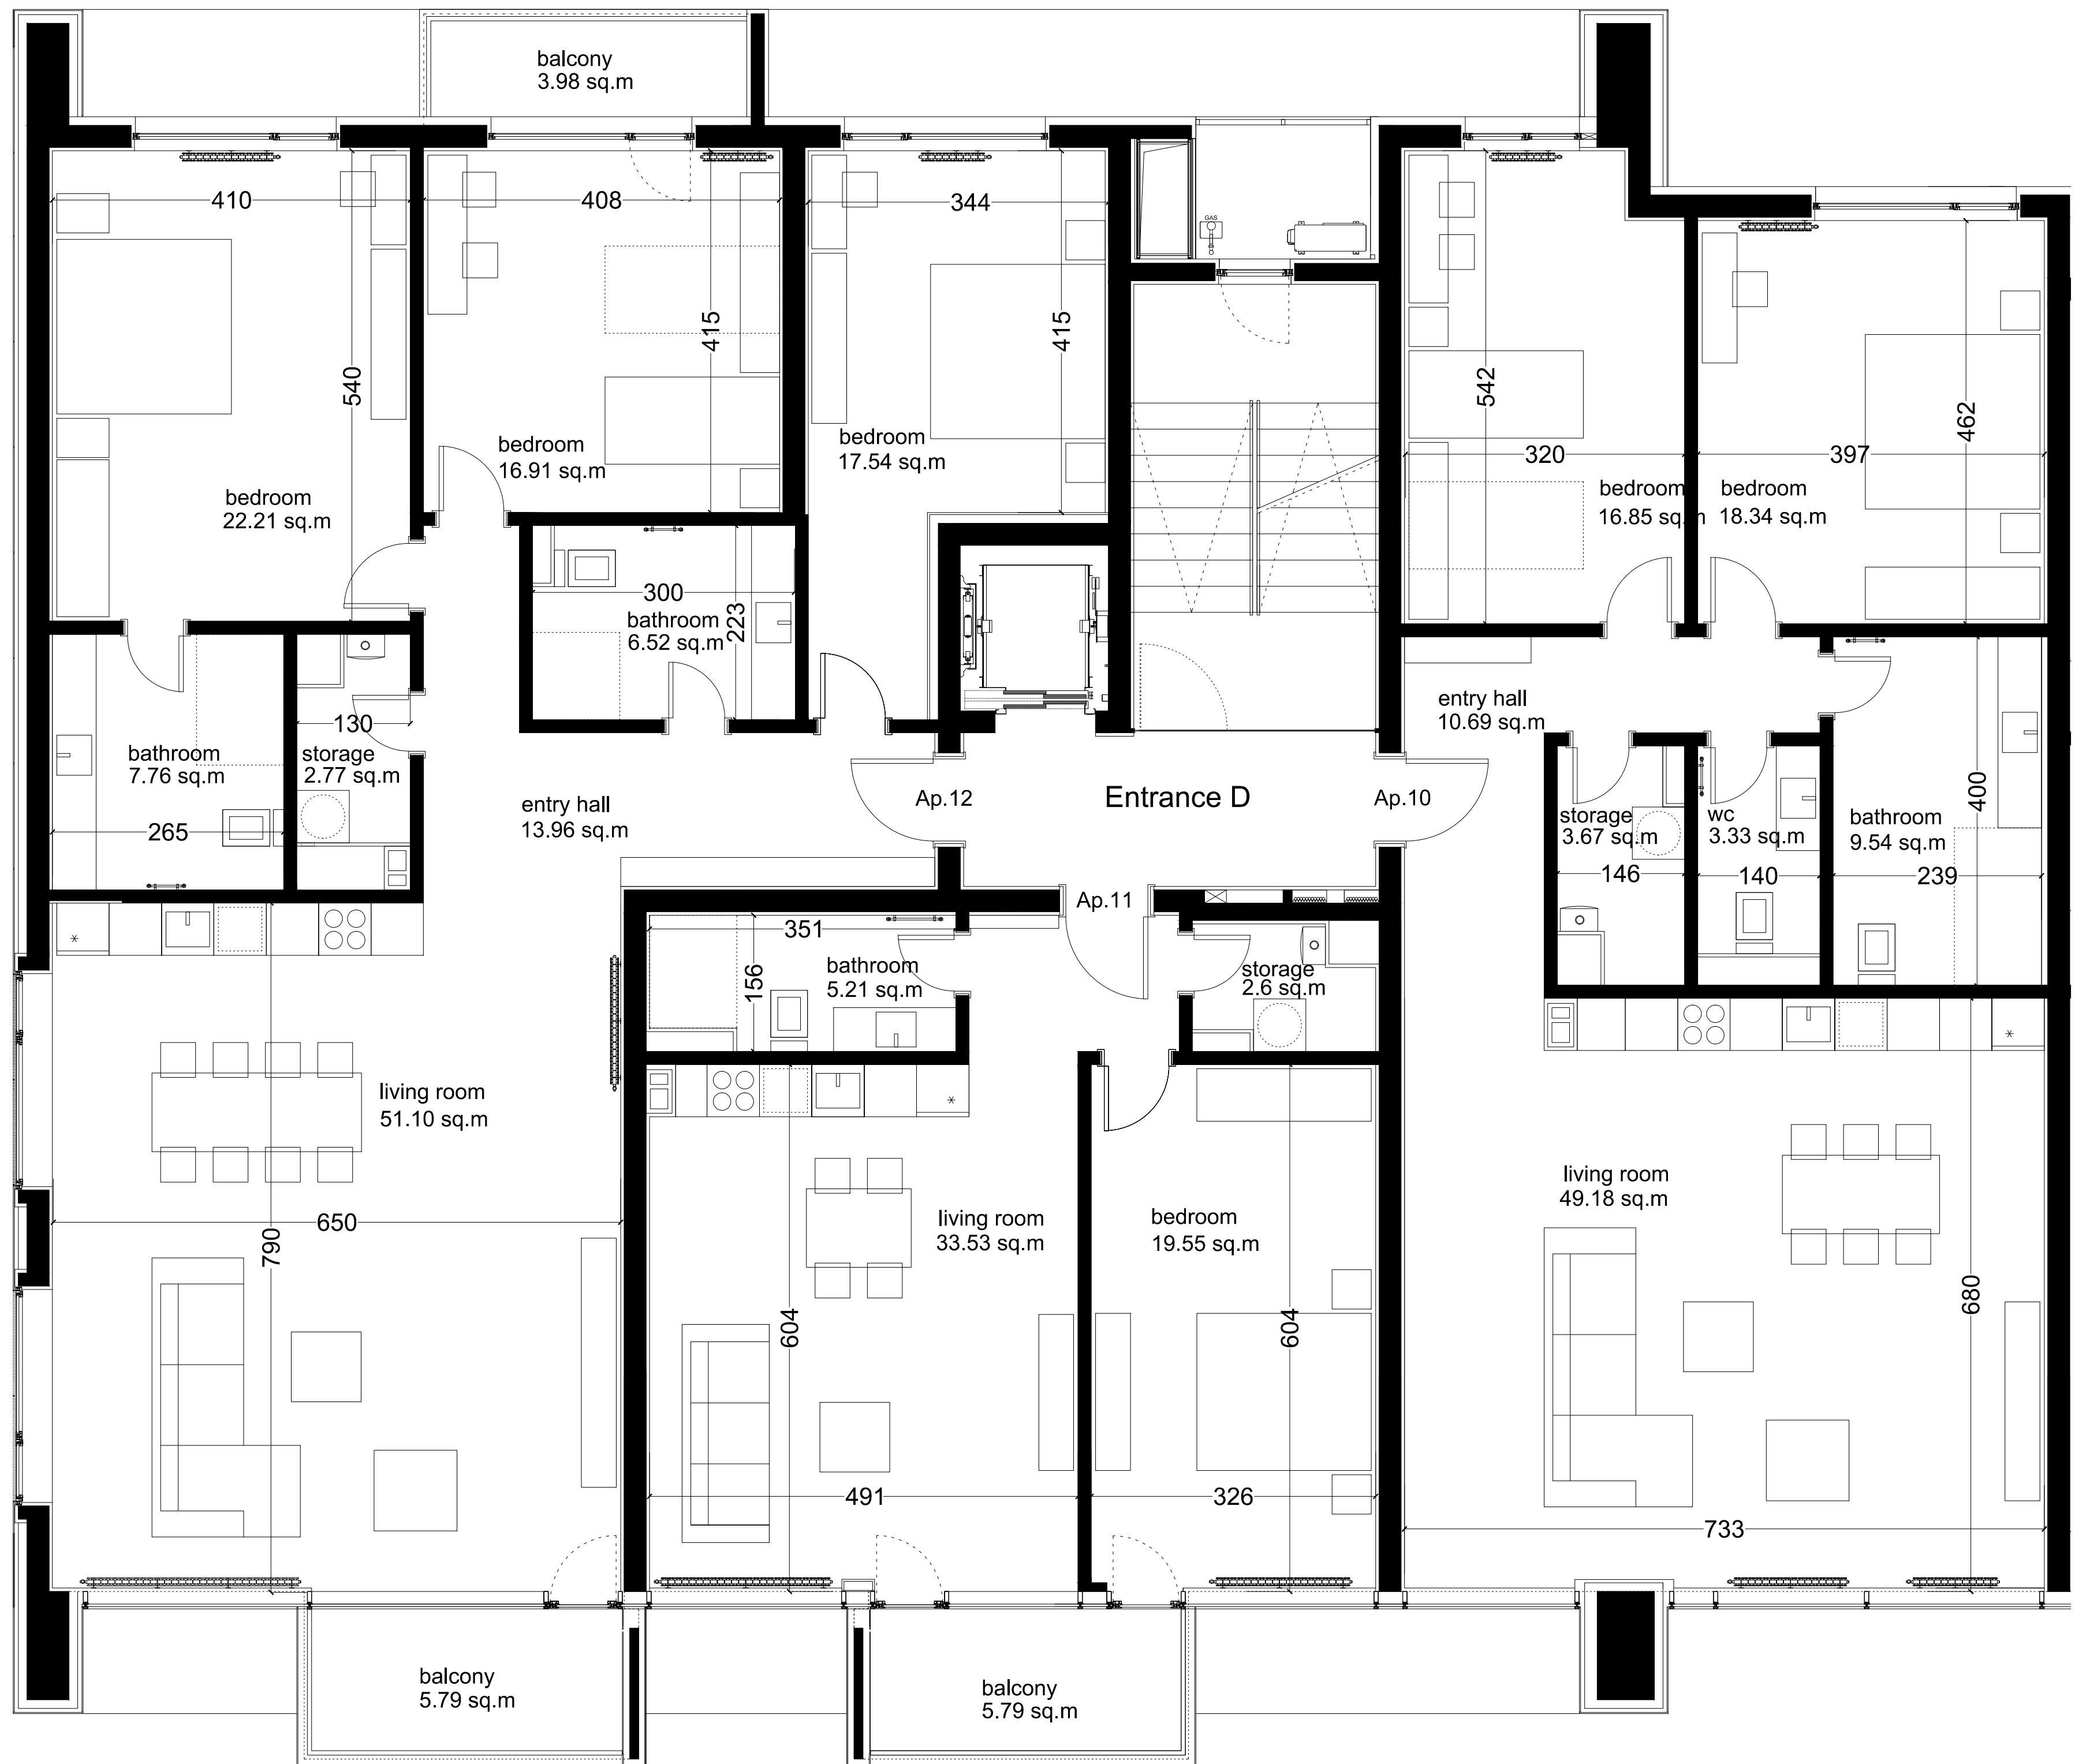 balcony
3.98 sq.m
410
408
344
GAS
540
415
415
542
462
bedroom
22.21 sq.m
bedroom
16.91 sq.m
bedroom
17.54 sq.m
320
397
bedroom
16.85 sq.m
bedroom
18.34 sq.m
300
bathroom
6.52 sq.m
223
130
bathroom
7.76 sq.m
storage
2.77 sq.m
265
entry hall
13.96 sq.m
Ap.12
Entrance D
Ap.10
entry hall
10.69 sq.m
storage
3.67 sq.m
146
wc
3.33 sq.m
140
bathroom
9.54 sq.m
400
239
Ap.11
351
156
bathroom
5.21 sq.m
storage
2.6 sq.m
*
*
*
living room
51.10 sq.m
650
790
living room
33.53 sq.m
604
491
bedroom
19.55 sq.m
604
326
living room
49.18 sq.m
680
733
balcony
5.79 sq.m
balcony
5.79 sq.m